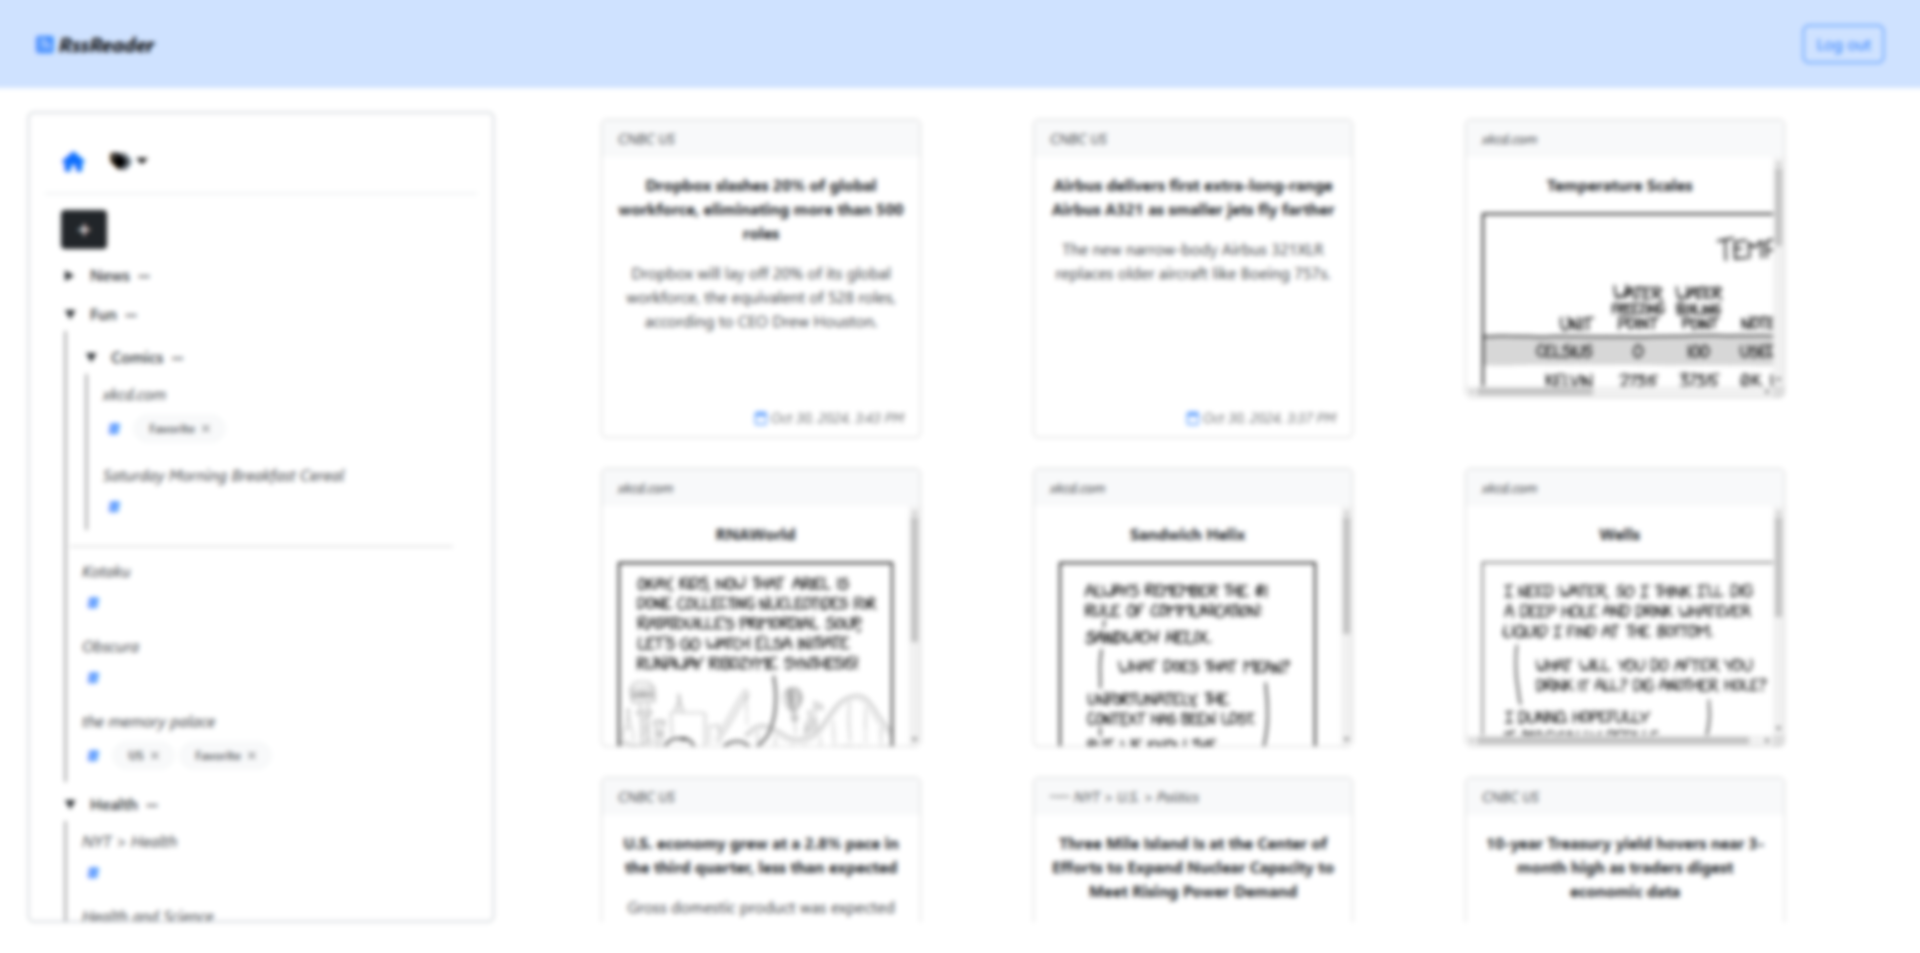 RssReader
Log out
+
News —
Fun —
Comics —
xkcd.com
#
Favorite ×
Saturday Morning Breakfast Cereal
#
Kotaku
#
Obscura
#
the memory palace
# US × Favorite ×
Health —
NYT > Health
#
Health and Science
CNBC US
Dropbox slashes 20% of global
workforce, eliminating more than 500
roles
Dropbox will lay off 20% of its global
workforce, the equivalent of 528 roles,
according to CEO Drew Houston.
Oct 30, 2024, 3:43 PM
CNBC US
Airbus delivers first extra-long-range
Airbus A321 as smaller jets fly farther
The new narrow-body Airbus 321XLR
replaces older aircraft like Boeing 757s.
Oct 30, 2024, 3:37 PM
xkcd.com
Temperature Scales
TEMP
UNIT
WATER FREEZING POINT
WATER BOILING POINT
NOTES
CELSIUS 0 100 USED
KELVIN 273.15 373.15
xkcd.com
RNAWorld
OKAY, KIDS, NOW THAT ARIEL IS
DONE COLLECTING NUCLEOTIDES FOR
RATATOUILLE'S PRIMORDIAL SOUP,
LET'S GO WATCH ELSA INITIATE
RUNAWAY RIBOZYME SYNTHESIS!
xkcd.com
Sandwich Helix
ALWAYS REMEMBER THE #1
RULE OF COMMUNICATION:
SANDWICH HELIX.
WHAT DOES THAT MEAN?
UNFORTUNATELY, THE
CONTEXT HAS BEEN LOST.
xkcd.com
Wells
I NEED WATER, SO I THINK I'LL DIG
A DEEP HOLE AND DRINK WHATEVER
LIQUID I FIND AT THE BOTTOM.
WHAT WILL YOU DO AFTER YOU
DRINK IT ALL? DIG ANOTHER HOLE?
I DUNNO, HOPEFULLY
CNBC US
U.S. economy grew at a 2.8% pace in
the third quarter, less than expected
Gross domestic product was expected
NYT > U.S. > Politics
Three Mile Island Is at the Center of
Efforts to Expand Nuclear Capacity to
Meet Rising Power Demand
CNBC US
10-year Treasury yield hovers near 3-
month high as traders digest
economic data